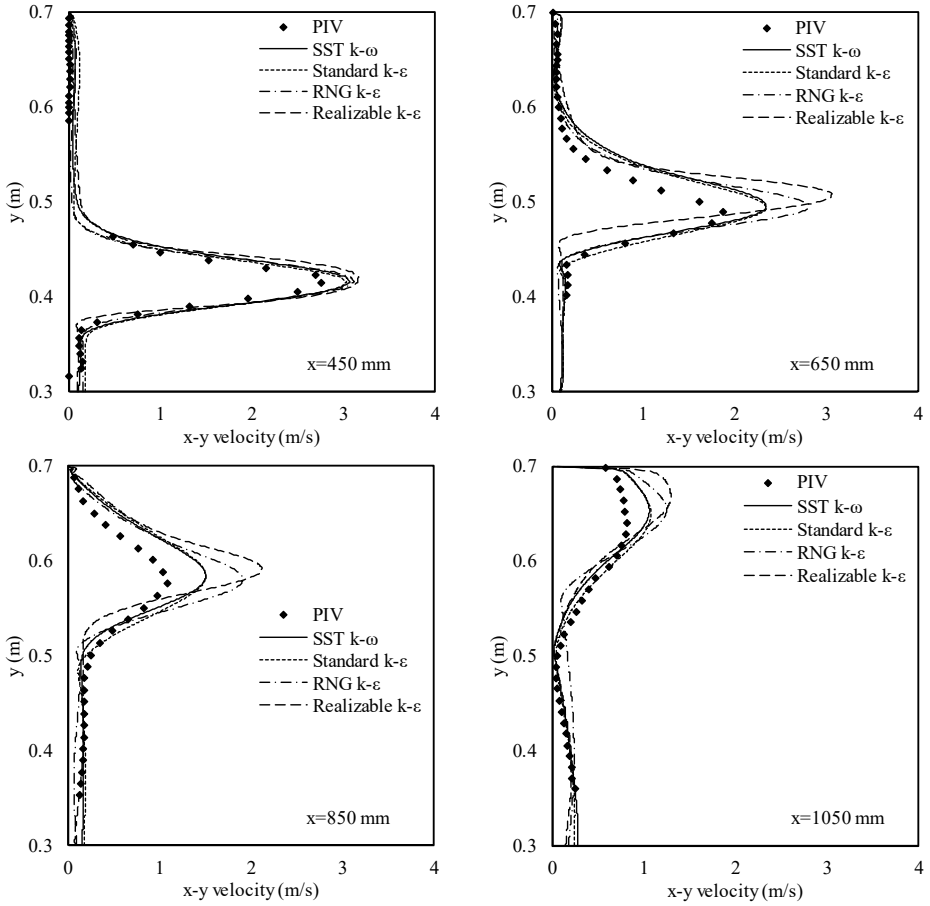 0.7
0.6
0.5
0.4
0.3
y (m)
PIV
SST k-ω
Standard k-ε
RNG k-ε
Realizable k-ε
x=450 mm
0 1 2 3 4
x-y velocity (m/s)
0.7
0.6
0.5
0.4
0.3
y (m)
PIV
SST k-ω
Standard k-ε
RNG k-ε
Realizable k-ε
x=650 mm
0 1 2 3 4
x-y velocity (m/s)
0.7
0.6
0.5
0.4
0.3
y (m)
PIV
SST k-ω
Standard k-ε
RNG k-ε
Realizable k-ε
x=850 mm
0 1 2 3 4
x-y velocity (m/s)
0.7
0.6
0.5
0.4
0.3
y (m)
PIV
SST k-ω
Standard k-ε
RNG k-ε
Realizable k-ε
x=1050 mm
0 1 2 3 4
x-y velocity (m/s)